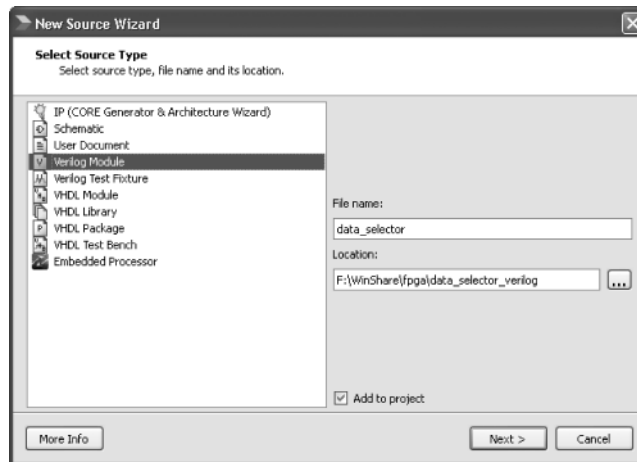 New Source Wizard
Select Source Type
Select source type, file name and its location.
IP (CORE Generator & Architecture Wizard)
Schematic
User Document
Verilog Module
Verilog Test Fixture
VHDL Module
VHDL Library
VHDL Package
VHDL Test Bench
Embedded Processor
File name:
data_selector
Location:
F:\WinShare\fpga\data_selector_verilog
...
Add to project
More Info
Next >
Cancel